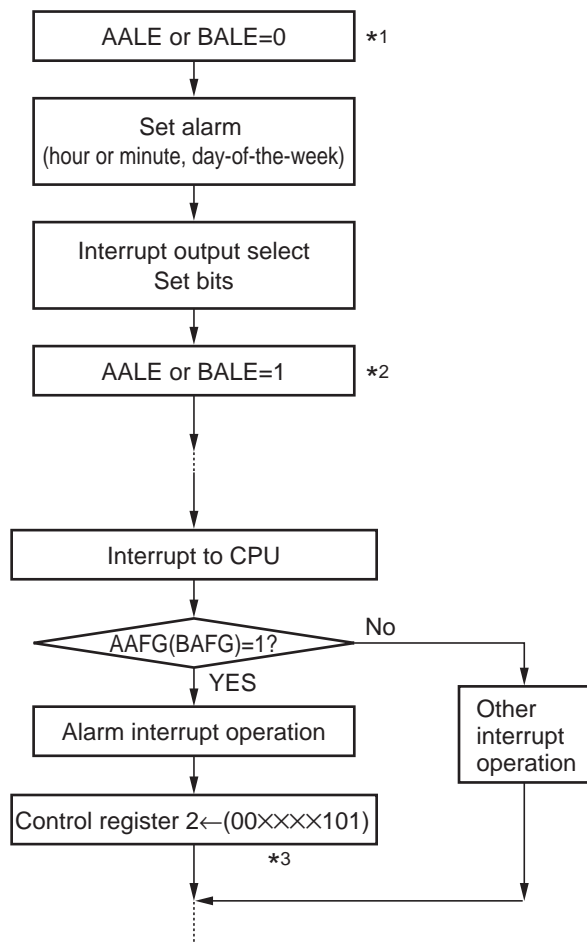 AALE or BALE=0 *1
Set alarm
(hour or minute, day-of-the-week)
Interrupt output select
Set bits
AALE or BALE=1 *2
Interrupt to CPU
AAFG(BAFG)=1?
No
YES
Alarm interrupt operation
Other
interrupt
operation
Control register 2←(00××××101)
*3